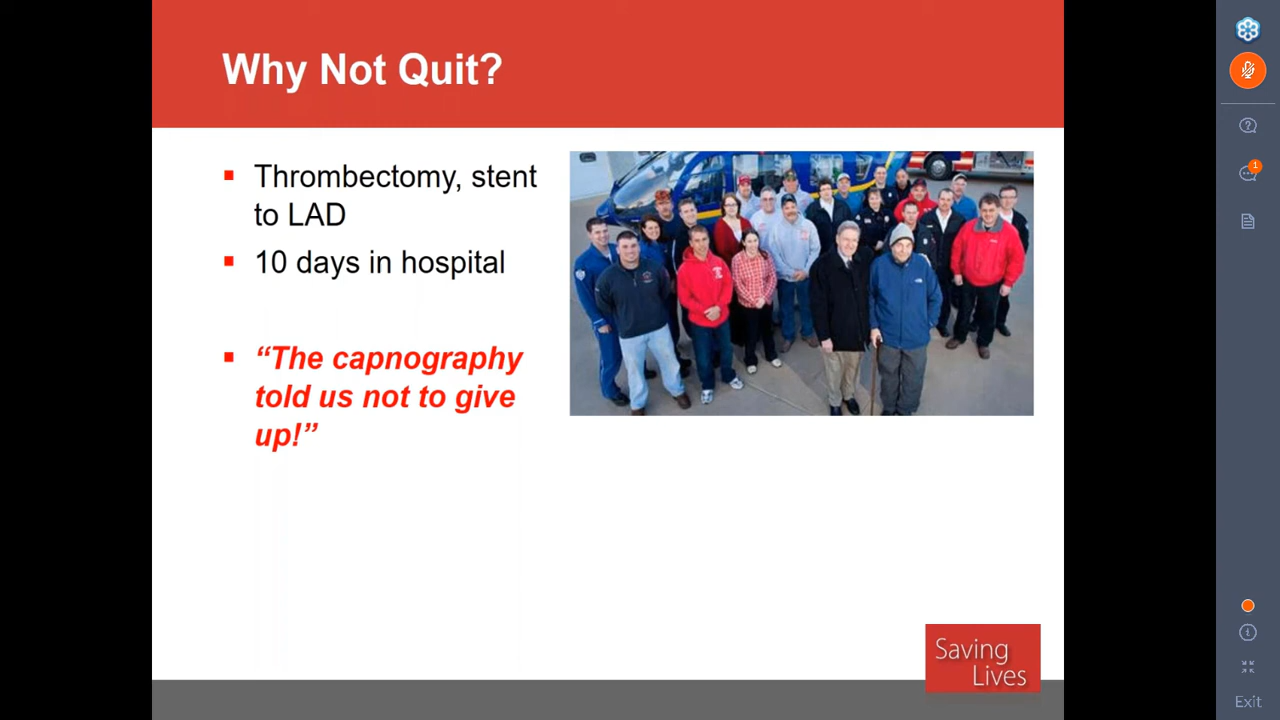 Why Not Quit?
Thrombectomy, stent
to LAD
10 days in hospital
“The capnography
told us not to give
up!”
Saving
Lives
1
Exit